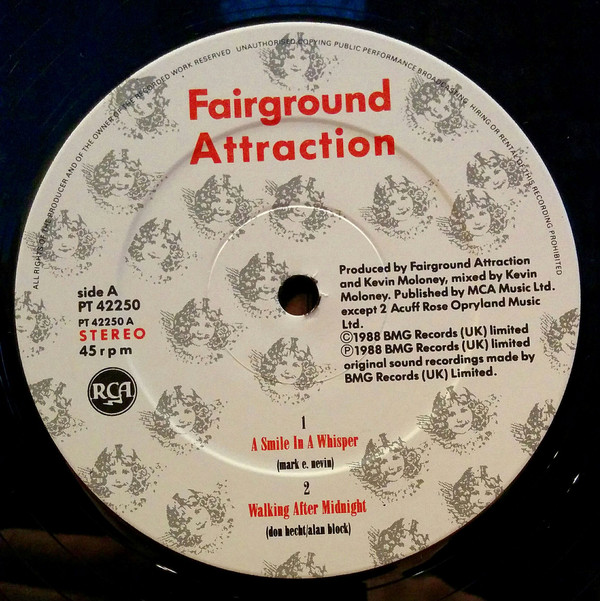 ALL RIGHTS OF THE PRODUCER AND OF THE OWNER OF THE RECORDED WORK RESERVED UNAUTHORISED COPYING PUBLIC PERFORMANCE BROADCASTING HIRING OR RENTAL OF THIS RECORDING PROHIBITED
Fairground
Attraction
side A
PT 42250
PT 42250 A
STEREO
45 rpm
RCA
Produced by Fairground Attraction
and Kevin Moloney, mixed by Kevin
Moloney. Published by MCA Music Ltd.
except 2 Acuff Rose Opryland Music
Ltd.
©1988 BMG Records (UK) limited
℗1988 BMG Records (UK) limited
original sound recordings made by
BMG Records (UK) Limited.
1
A Smile In A Whisper
(mark e. nevin)
2
Walking After Midnight
(don hecht/alan block)